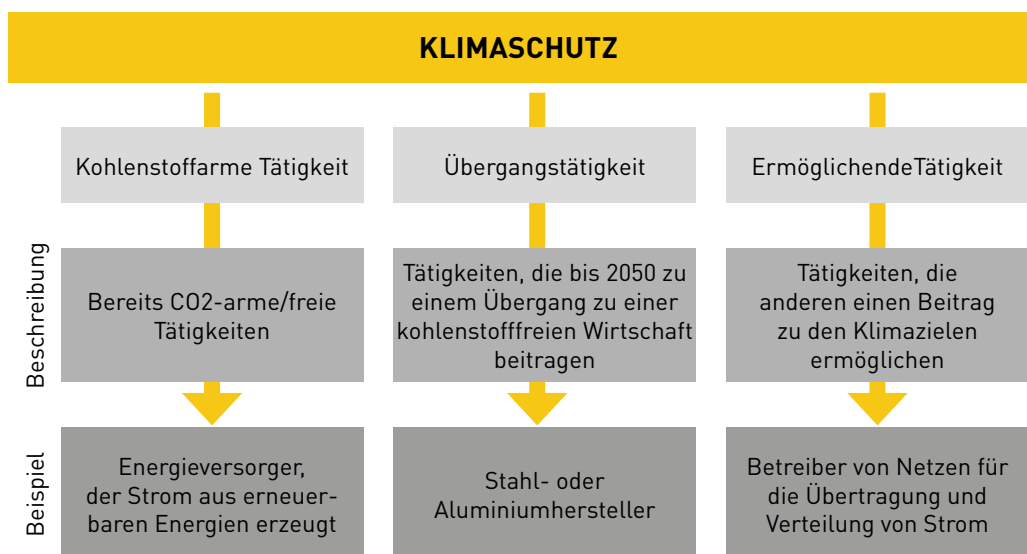 KLIMASCHUTZ
Kohlenstoffarme Tätigkeit
Übergangstätigkeit
ErmöglichendeTätigkeit
Beschreibung
Bereits CO2-arme/freie
Tätigkeiten
Tätigkeiten, die bis 2050 zu
einem Übergang zu einer
kohlenstofffreien Wirtschaft
beitragen
Tätigkeiten, die
anderen einen Beitrag
zu den Klimazielen
ermöglichen
Beispiel
Energieversorger,
der Strom aus erneuer-
baren Energien erzeugt
Stahl- oder
Aluminiumhersteller
Betreiber von Netzen für
die Übertragung und
Verteilung von Strom